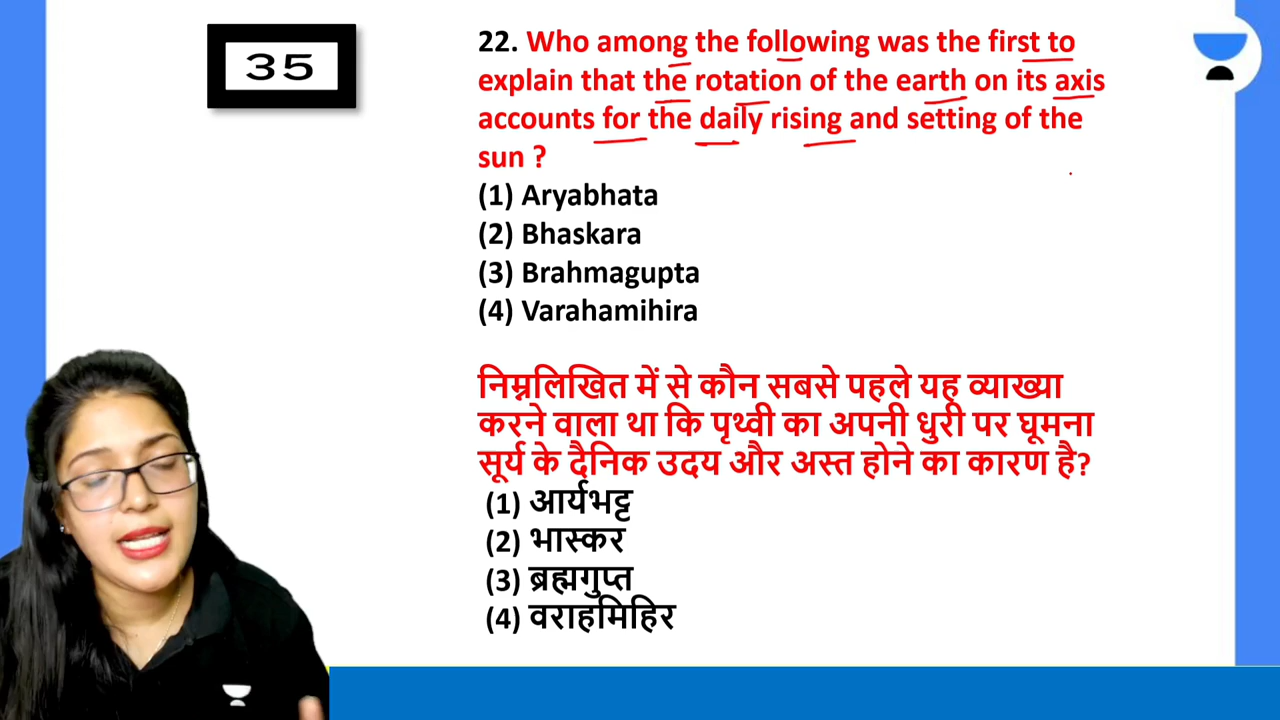 35
22. Who among the following was the first to
explain that the rotation of the earth on its axis
accounts for the daily rising and setting of the
sun ?
(1) Aryabhata
(2) Bhaskara
(3) Brahmagupta
(4) Varahamihira
निम्नलिखित में से कौन सबसे पहले यह व्याख्या
करने वाला था कि पृथ्वी का अपनी धुरी पर घूमना
सूर्य के दैनिक उदय और अस्त होने का कारण है?
(1) आर्यभट्ट
(2) भास्कर
(3) ब्रह्मगुप्त
(4) वराहमिहिर